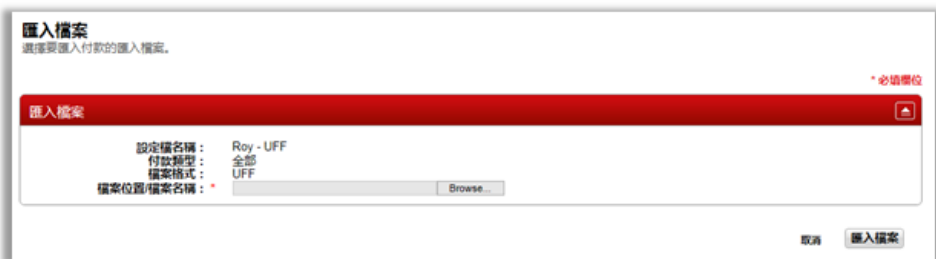 匯入檔案
選擇要匯入付款的匯入檔案。
* 必填欄位
匯入檔案
設定檔名稱： Roy - UFF
付款類型： 全部
檔案格式： UFF
檔案位置/檔案名稱： * Browse...
取消 匯入檔案